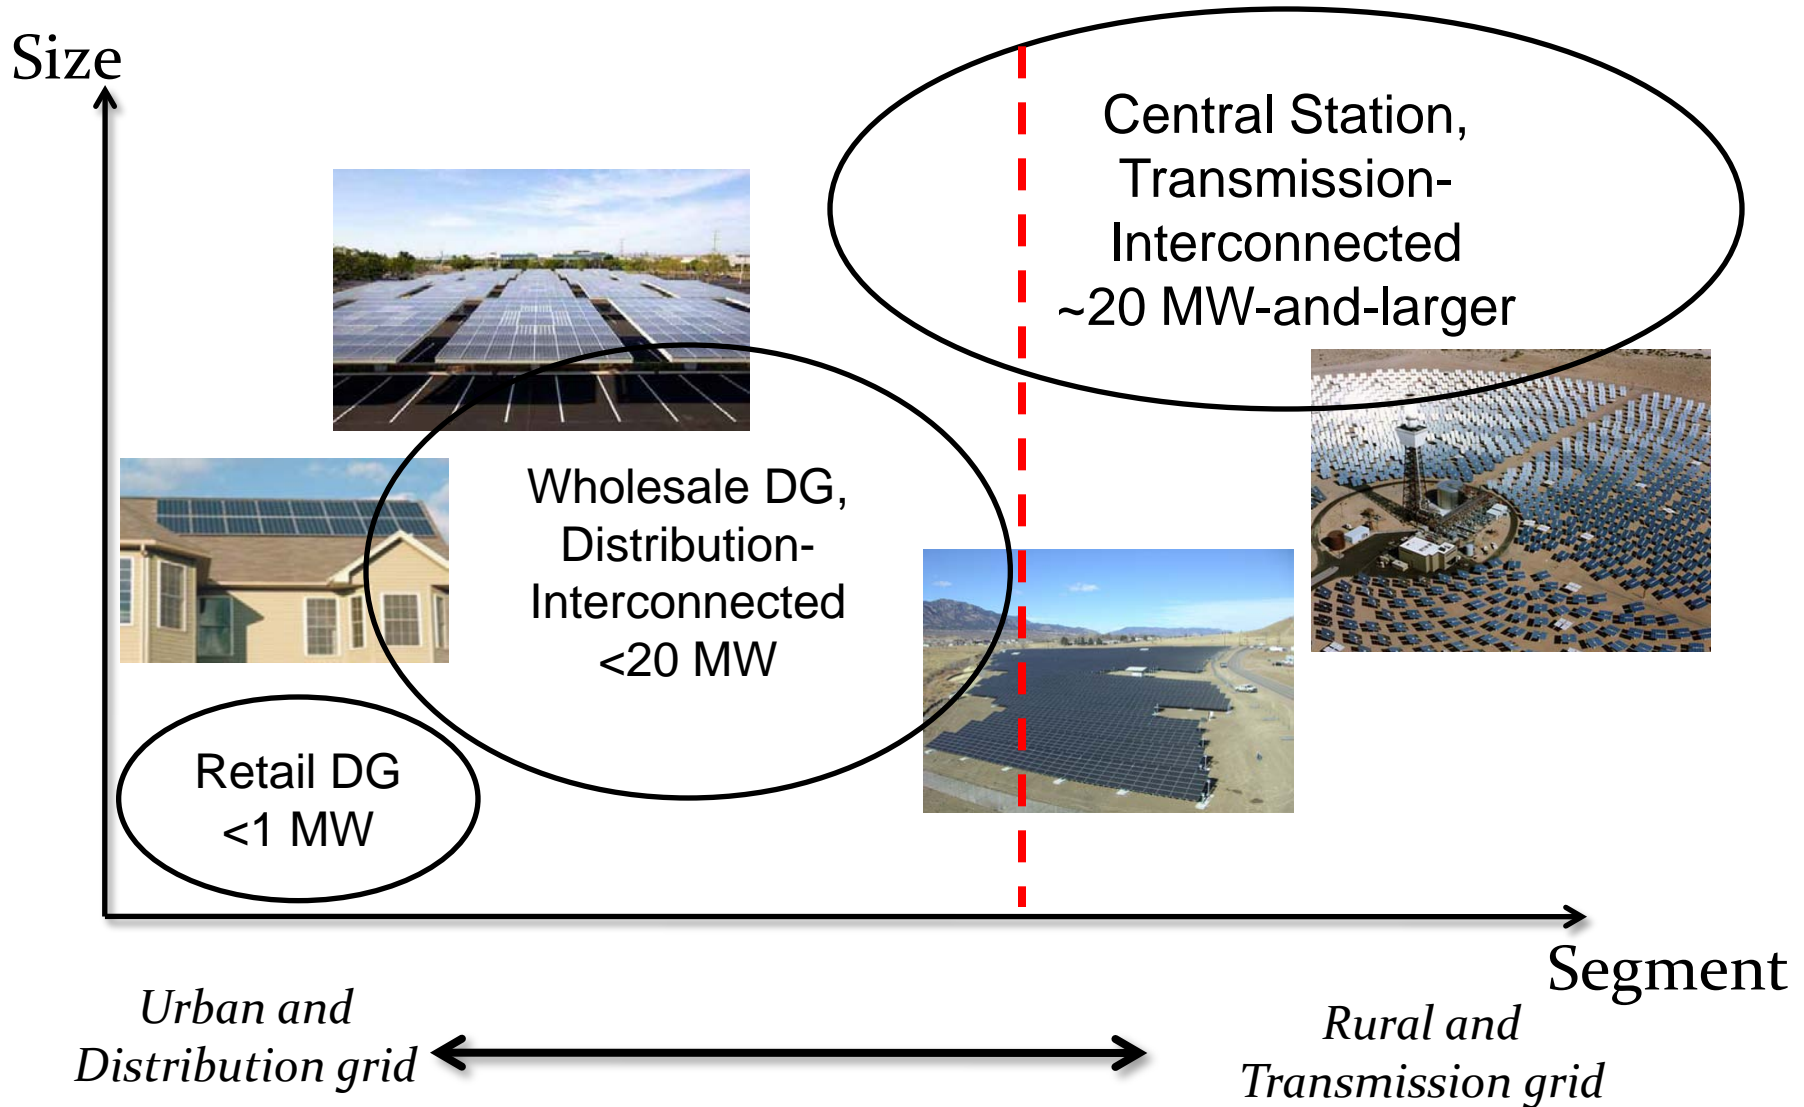 Size
Central Station,
Transmission-
Interconnected
~20 MW-and-larger
Wholesale DG,
Distribution-
Interconnected
<20 MW
Retail DG
<1 MW
Segment
Urban and
Distribution grid
Rural and
Transmission grid